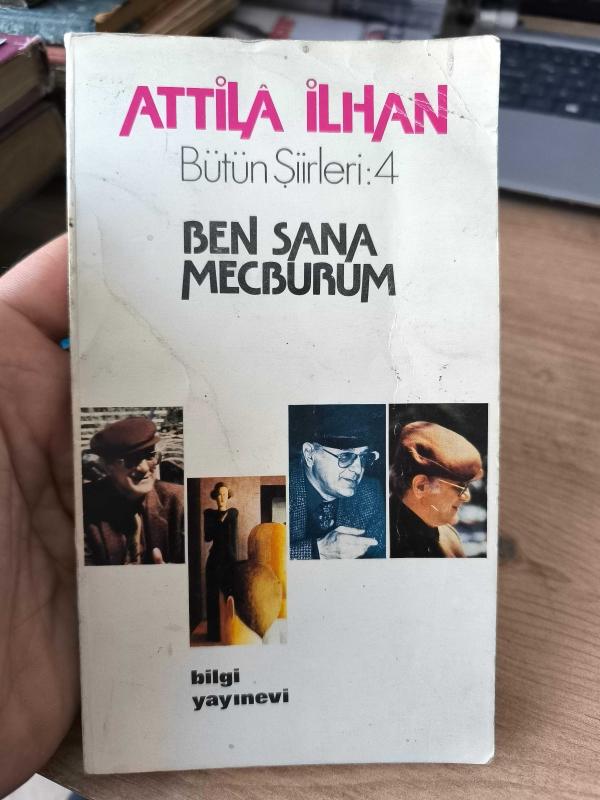 ATTİLÂ İLHAN
Bütün Şiirleri:4
BEN SANA
MECBURUM
bilgi
yayınevi